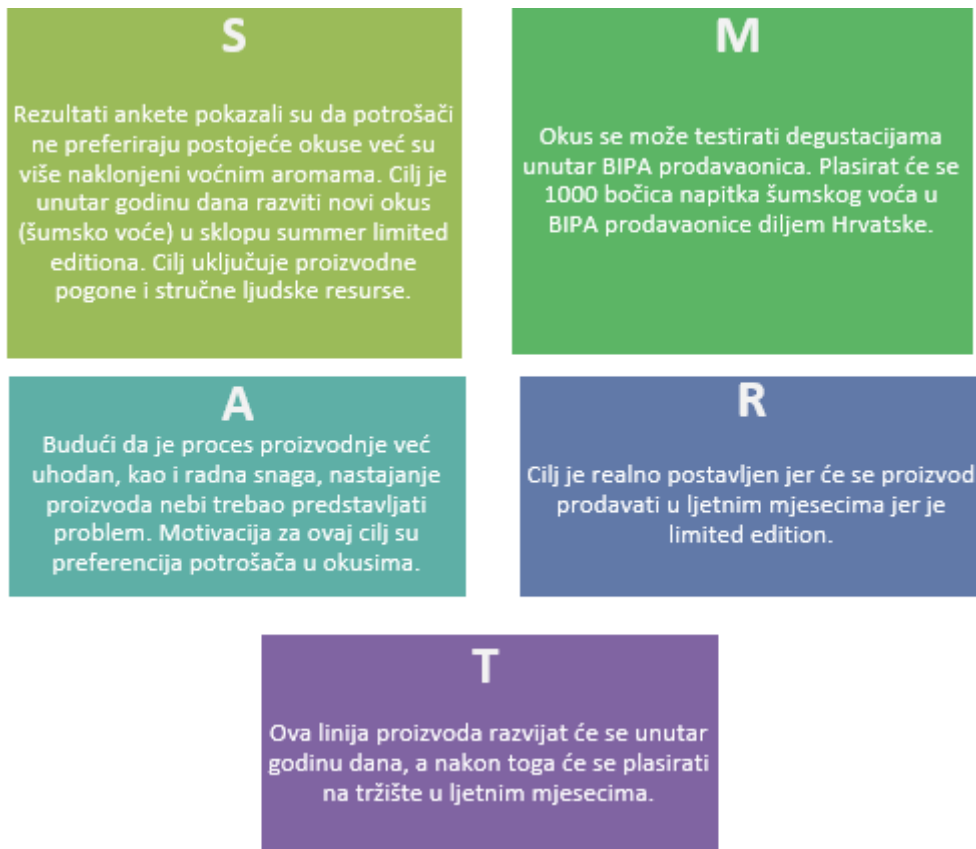 S
Rezultati ankete pokazali su da potrošači
ne preferiraju postojeće okuse već su
više naklonjeni voćnim aromama. Cilj je
unutar godinu dana razviti novi okus
(šumsko voće) u sklopu summer limited
editiona. Cilj uključuje proizvodne
pogone i stručne ljudske resurse.
M
Okus se može testirati degustacijama
unutar BIPA prodavaonica. Plasirat će se
1000 bočica napitka šumskog voća u
BIPA prodavaonice diljem Hrvatske.
A
Budući da je proces proizvodnje već
uhodan, kao i radna snaga, nastajanje
proizvoda nebi trebao predstavljati
problem. Motivacija za ovaj cilj su
preferencija potrošača u okusima.
R
Cilj je realno postavljen jer će se proizvod
prodavati u ljetnim mjesecima jer je
limited edition.
T
Ova linija proizvoda razvijat će se unutar
godinu dana, a nakon toga će se plasirati
na tržište u ljetnim mjesecima.